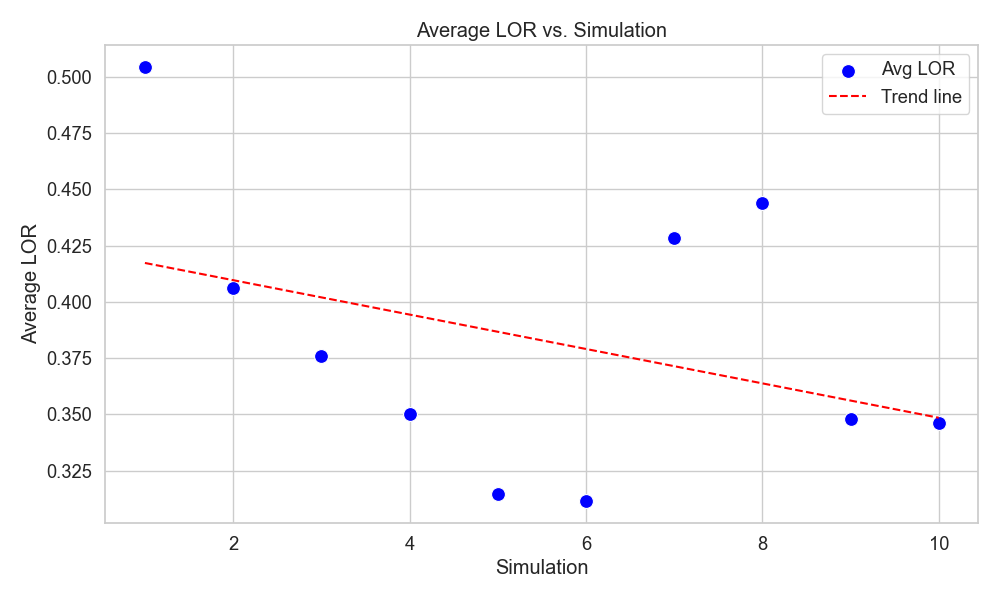 Average LOR vs. Simulation
Avg LOR
Trend line
Average LOR
0.500
0.475
0.450
0.425
0.400
0.375
0.350
0.325
2 4 6 8 10
Simulation